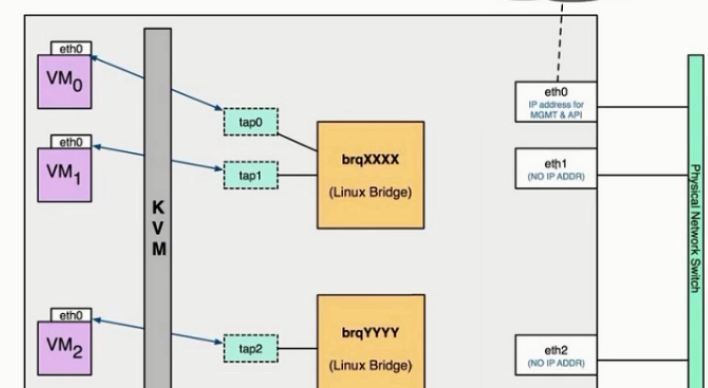 eth0
VM0
eth0
VM1
eth0
VM2
KVM
tap0
tap1
tap2
brqXXXX
(Linux Bridge)
brqYYYY
(Linux Bridge)
eth0
IP address for
MGMT & API
eth1
(NO IP ADDR)
eth2
(NO IP ADDR)
Physical Network Switch